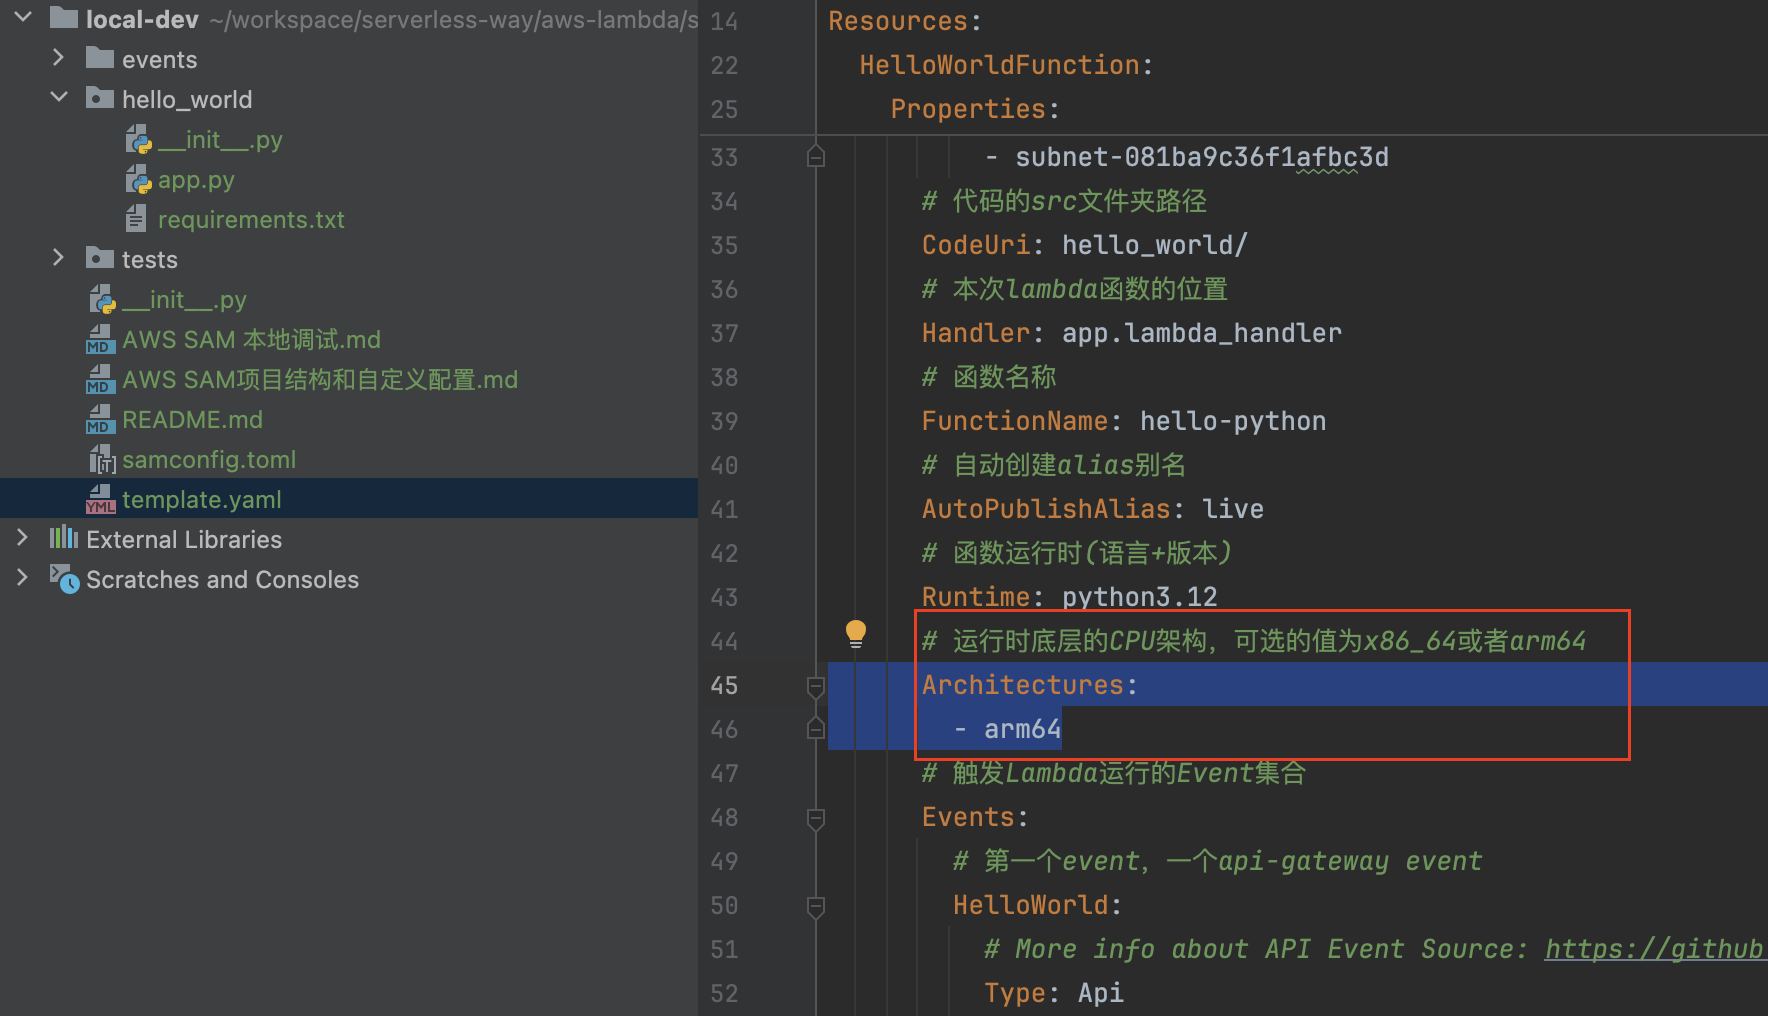 local-dev ~/workspace/serverless-way/aws-lambda/s
events
hello_world
__init__.py
app.py
requirements.txt
tests
__init__.py
MD AWS SAM 本地调试.md
MD AWS SAM项目结构和自定义配置.md
MD README.md
samconfig.toml
YML template.yaml
External Libraries
Scratches and Consoles
14 Resources:
22 HelloWorldFunction:
25 Properties:
33 - subnet-081ba9c36f1afbc3d
34 # 代码的src文件夹路径
35 CodeUri: hello_world/
36 # 本次lambda函数的位置
37 Handler: app.lambda_handler
38 # 函数名称
39 FunctionName: hello-python
40 # 自动创建alias别名
41 AutoPublishAlias: live
42 # 函数运行时(语言+版本)
43 Runtime: python3.12
44 # 运行时底层的CPU架构，可选的值为x86_64或者arm64
45 Architectures:
46 - arm64
47 # 触发Lambda运行的Event集合
48 Events:
49 # 第一个event，一个api-gateway event
50 HelloWorld:
51 # More info about API Event Source: https://github
52 Type: Api